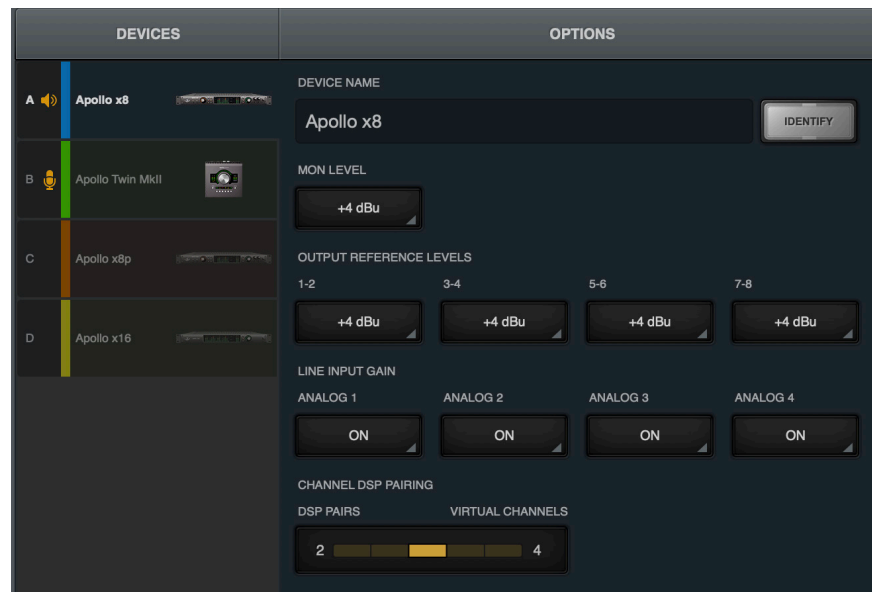 DEVICES
OPTIONS
A
Apollo x8
B
Apollo Twin MkII
C
Apollo x8p
D
Apollo x16
DEVICE NAME
Apollo x8
IDENTIFY
MON LEVEL
+4 dBu
OUTPUT REFERENCE LEVELS
1-2 3-4 5-6 7-8
+4 dBu +4 dBu +4 dBu +4 dBu
LINE INPUT GAIN
ANALOG 1 ANALOG 2 ANALOG 3 ANALOG 4
ON ON ON ON
CHANNEL DSP PAIRING
DSP PAIRS VIRTUAL CHANNELS
2 4